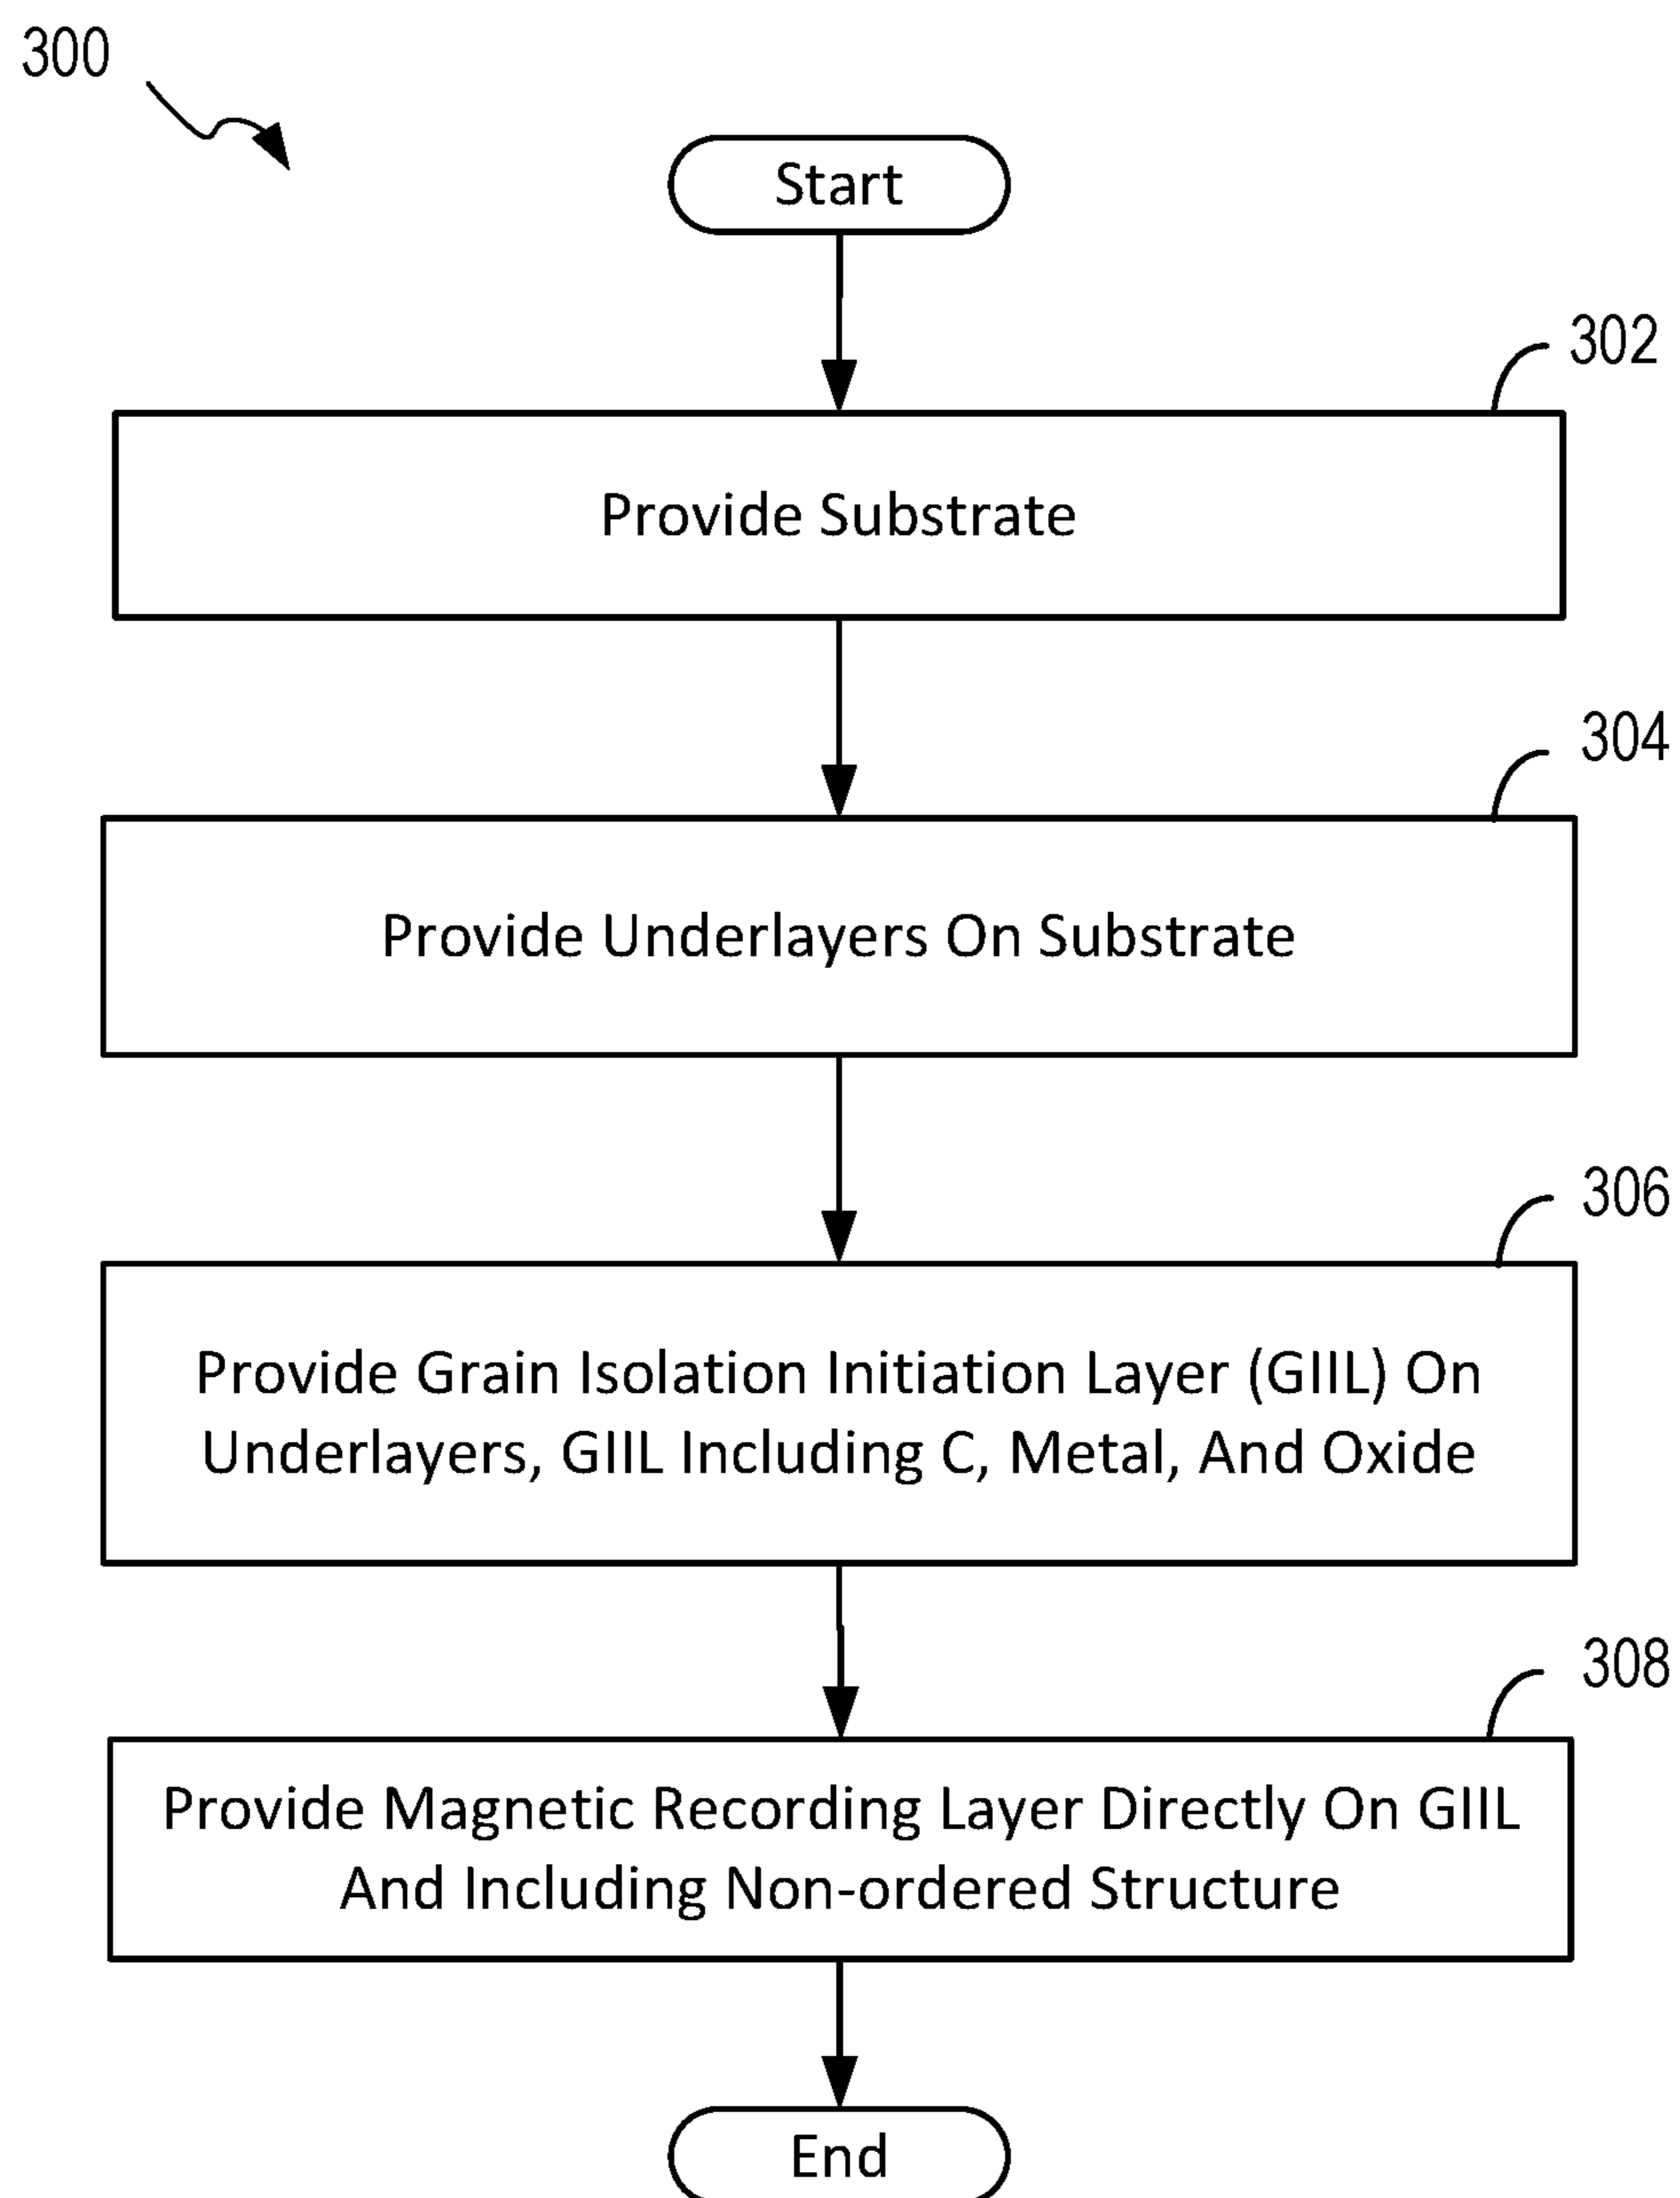 300
Start
302
Provide Substrate
304
Provide Underlayers On Substrate
306
Provide Grain Isolation Initiation Layer (GIIL) On
Underlayers, GIIL Including C, Metal, And Oxide
308
Provide Magnetic Recording Layer Directly On GIIL
And Including Non-ordered Structure
End